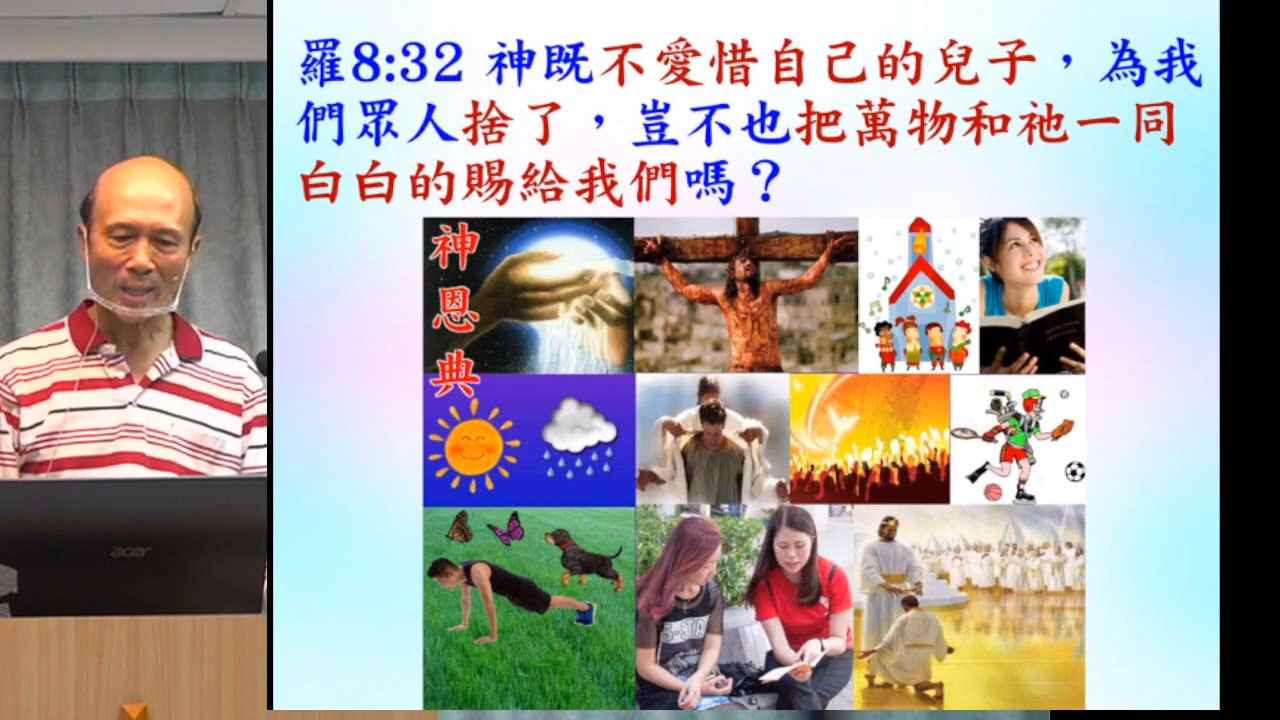 羅8:32 神既不愛惜自己的兒子，為我
們眾人捨了，豈不也把萬物和祂一同
白白的賜給我們嗎？
神恩典
acer